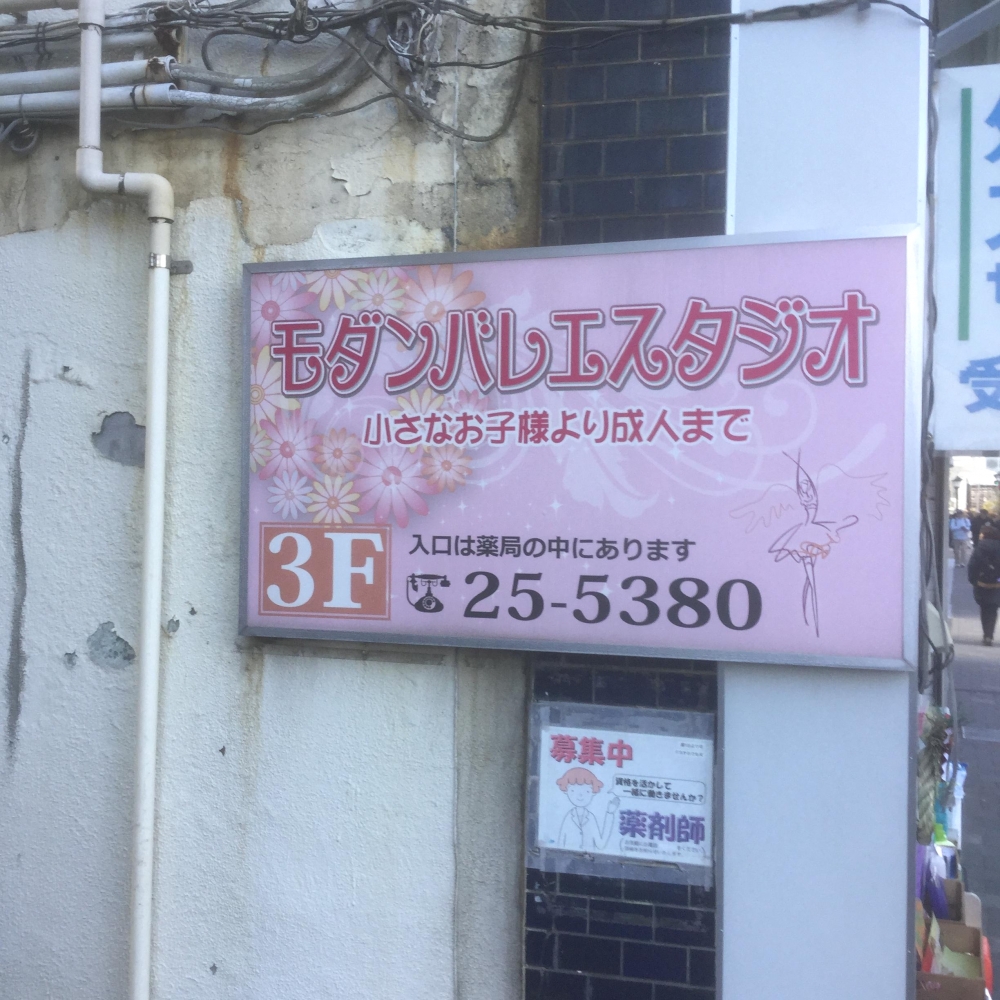 モダンバレエスタジオ
小さなお子様より成人まで
3F
入口は薬局の中にあります
25-5380
募集中
資格を活かして
一緒に働きませんか?
薬剤師
受